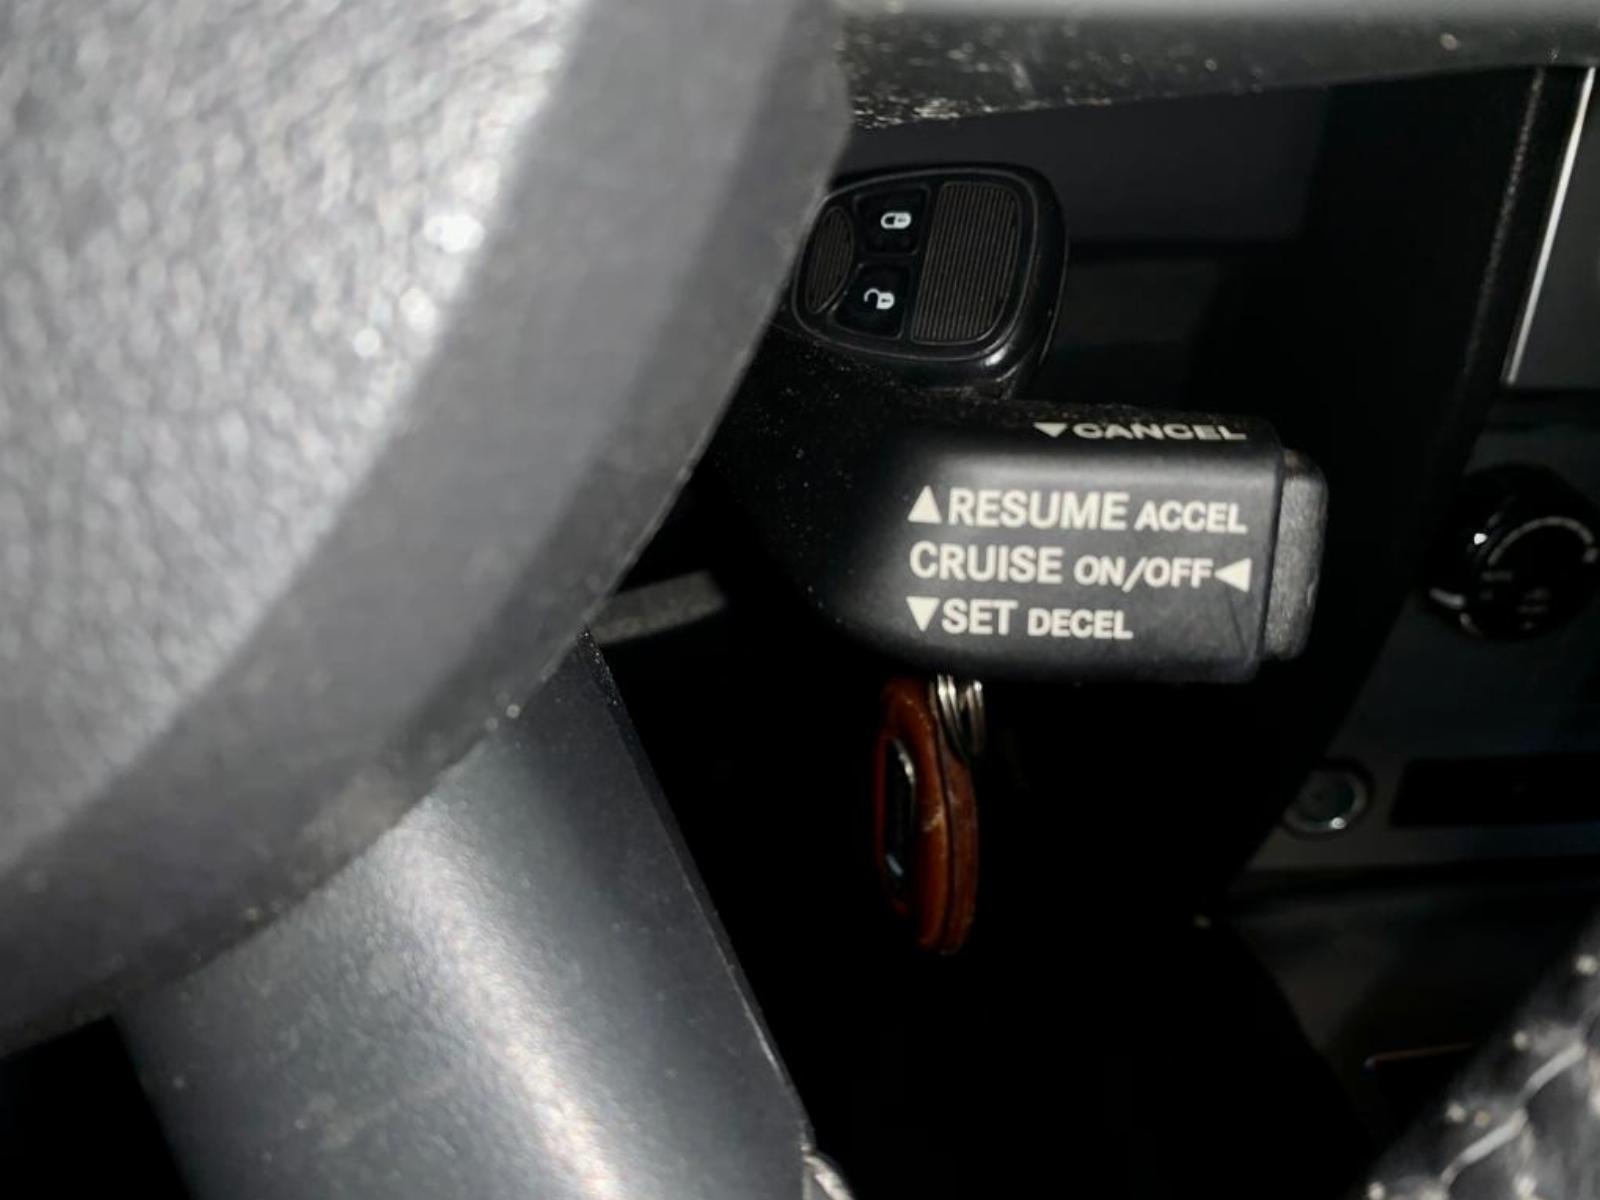 ▼CANCEL
▲RESUME ACCEL
CRUISE ON/OFF◀
▼SET DECEL